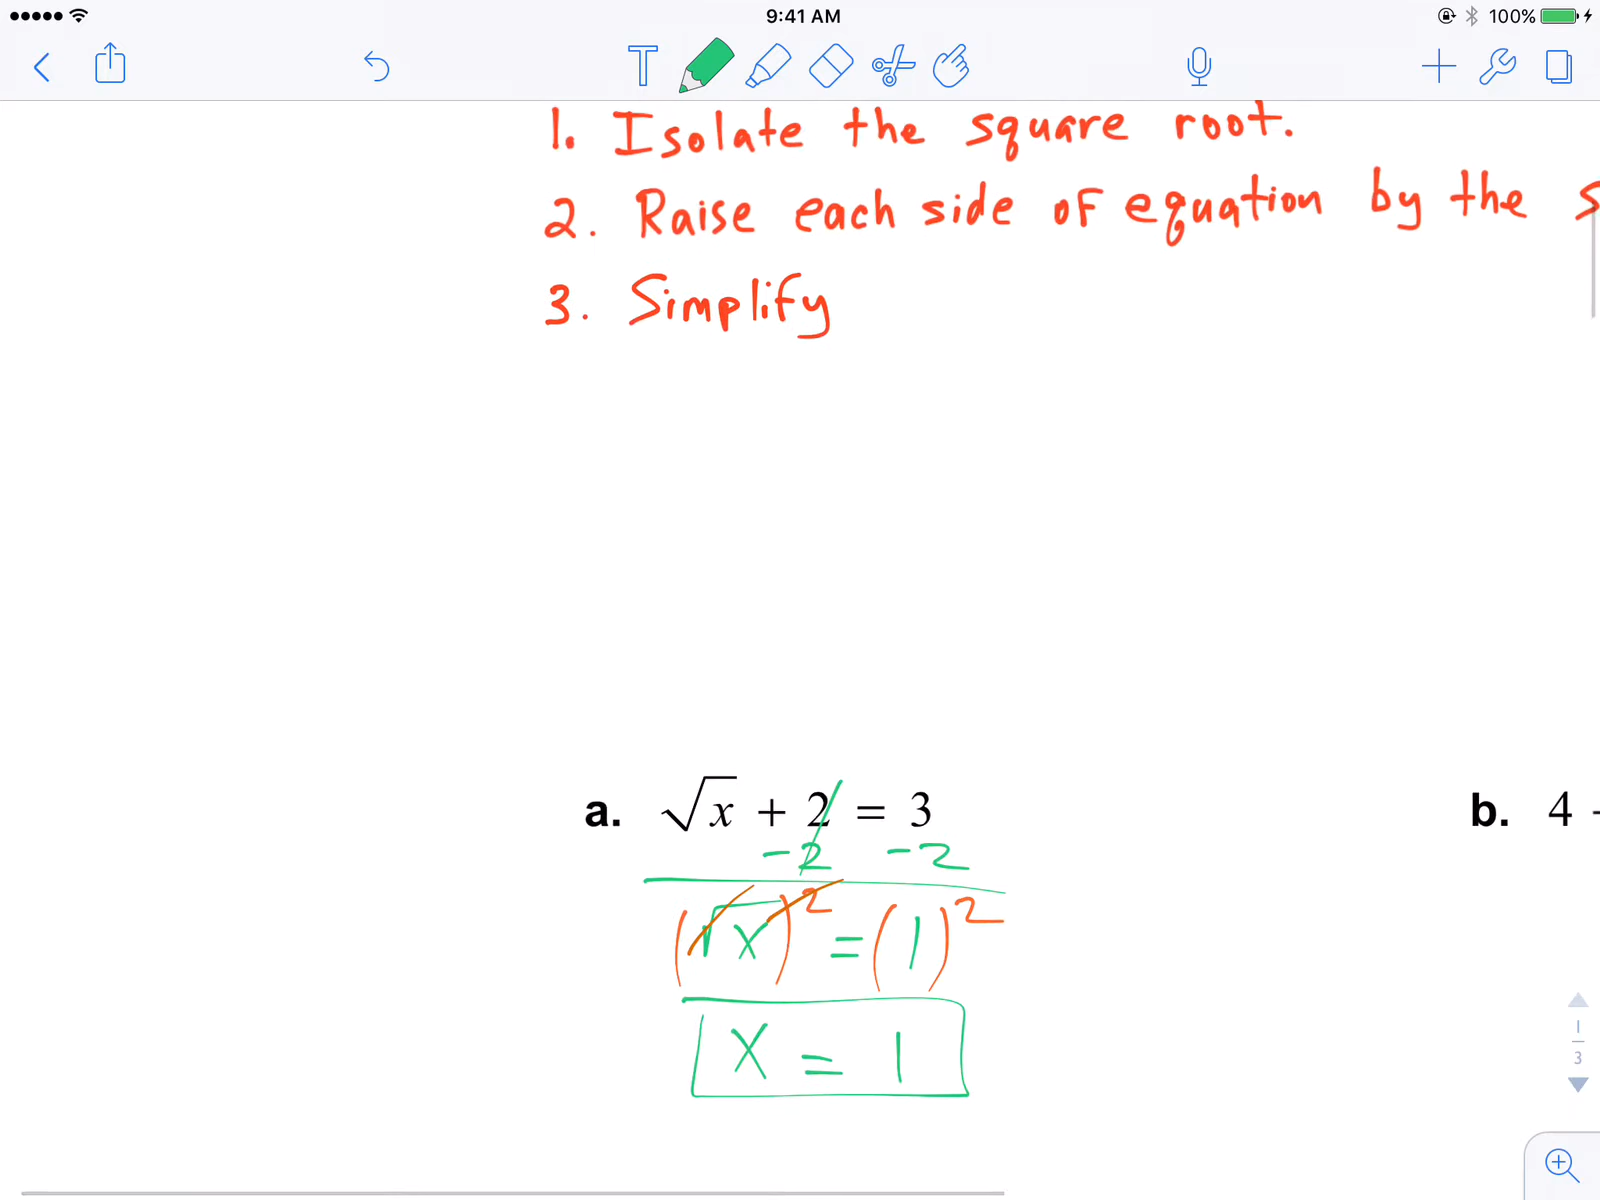 9:41 AM 100%
T
1. Isolate the square root.
2. Raise each side of equation by the
3. Simplify
a. √x + 2 = 3
b. 4
-2 -2
(√x)² = (1)²
x = 1
1
3